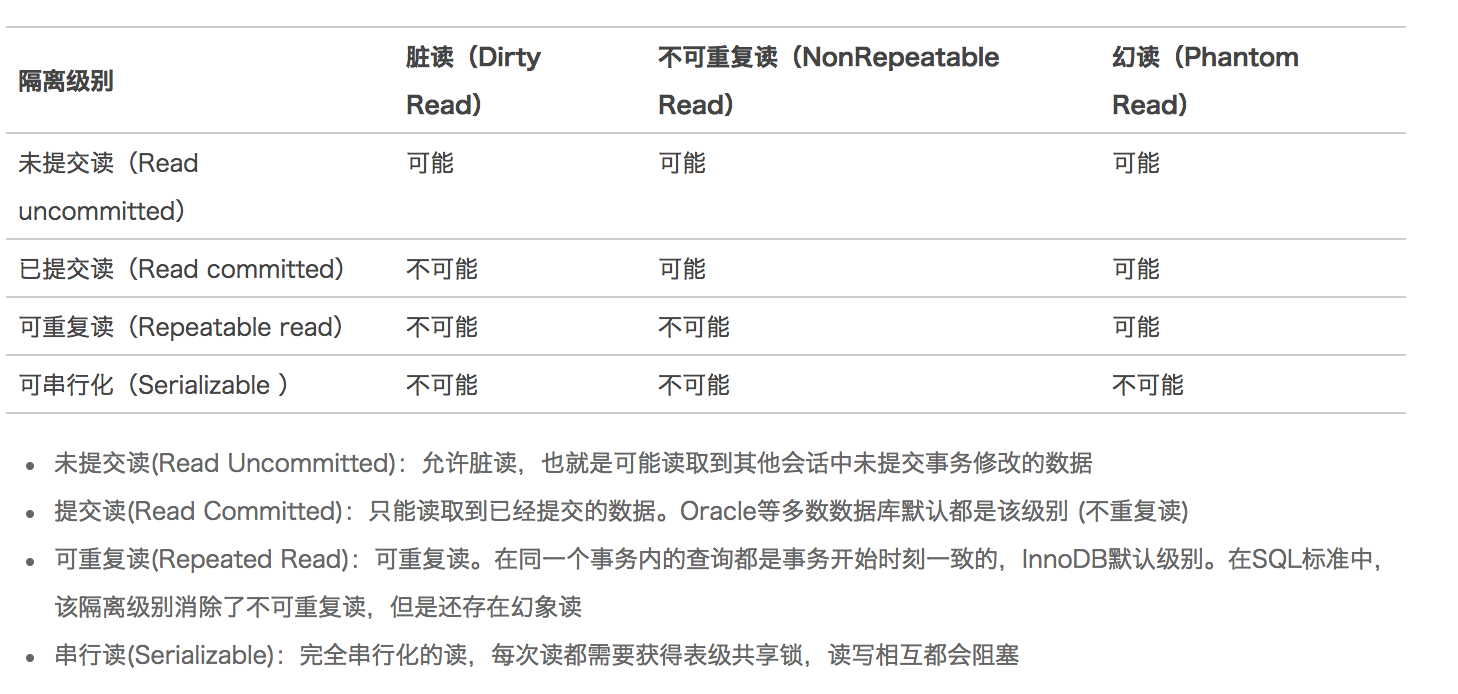 隔离级别 脏读（Dirty Read） 不可重复读（NonRepeatable Read） 幻读（Phantom Read）
未提交读（Read uncommitted） 可能 可能 可能
已提交读（Read committed） 不可能 可能 可能
可重复读（Repeatable read） 不可能 不可能 可能
可串行化（Serializable ） 不可能 不可能 不可能
未提交读(Read Uncommitted)：允许脏读，也就是可能读取到其他会话中未提交事务修改的数据
提交读(Read Committed)：只能读取到已经提交的数据。Oracle等多数数据库默认都是该级别 (不重复读)
可重复读(Repeated Read)：可重复读。在同一个事务内的查询都是事务开始时刻一致的，InnoDB默认级别。在SQL标准中，
该隔离级别消除了不可重复读，但是还存在幻象读
串行读(Serializable)：完全串行化的读，每次读都需要获得表级共享锁，读写相互都会阻塞